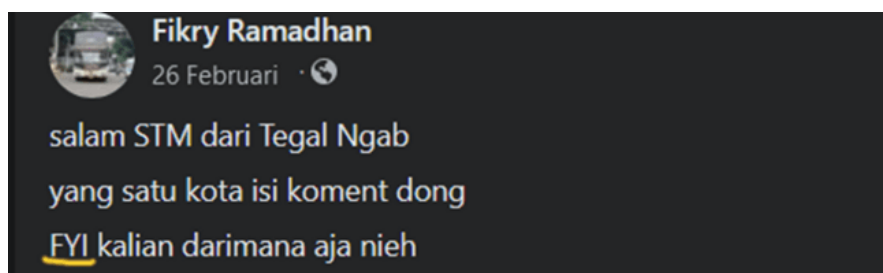 Fikry Ramadhan
26 Februari ·
salam STM dari Tegal Ngab
yang satu kota isi koment dong
FYI kalian darimana aja nieh